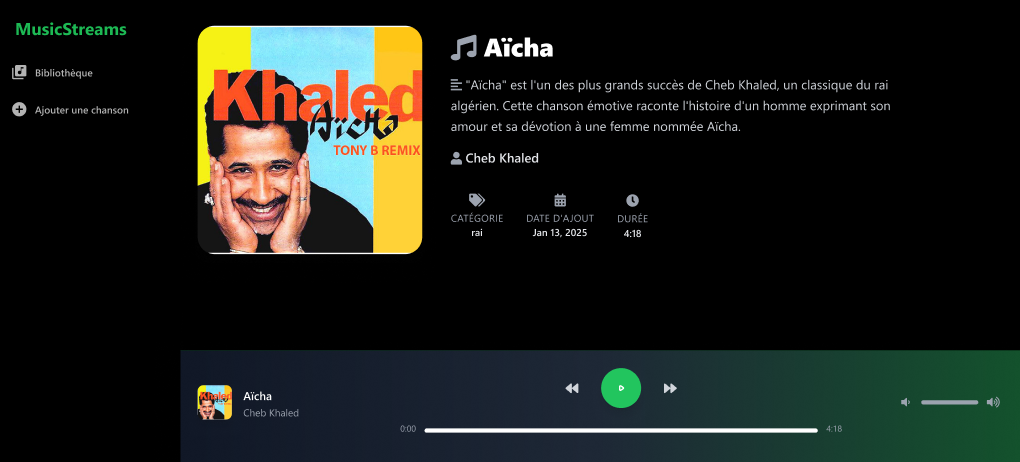 MusicStreams
Bibliothèque
Ajouter une chanson
Khaled
Aïcha
TONY B REMIX
Aïcha
"Aïcha" est l'un des plus grands succès de Cheb Khaled, un classique du rai
algérien. Cette chanson émotive raconte l'histoire d'un homme exprimant son
amour et sa dévotion à une femme nommée Aïcha.
Cheb Khaled
CATÉGORIE DATE D'AJOUT DURÉE
rai Jan 13, 2025 4:18
Khaled
Aïcha
Cheb Khaled
0:00 4:18